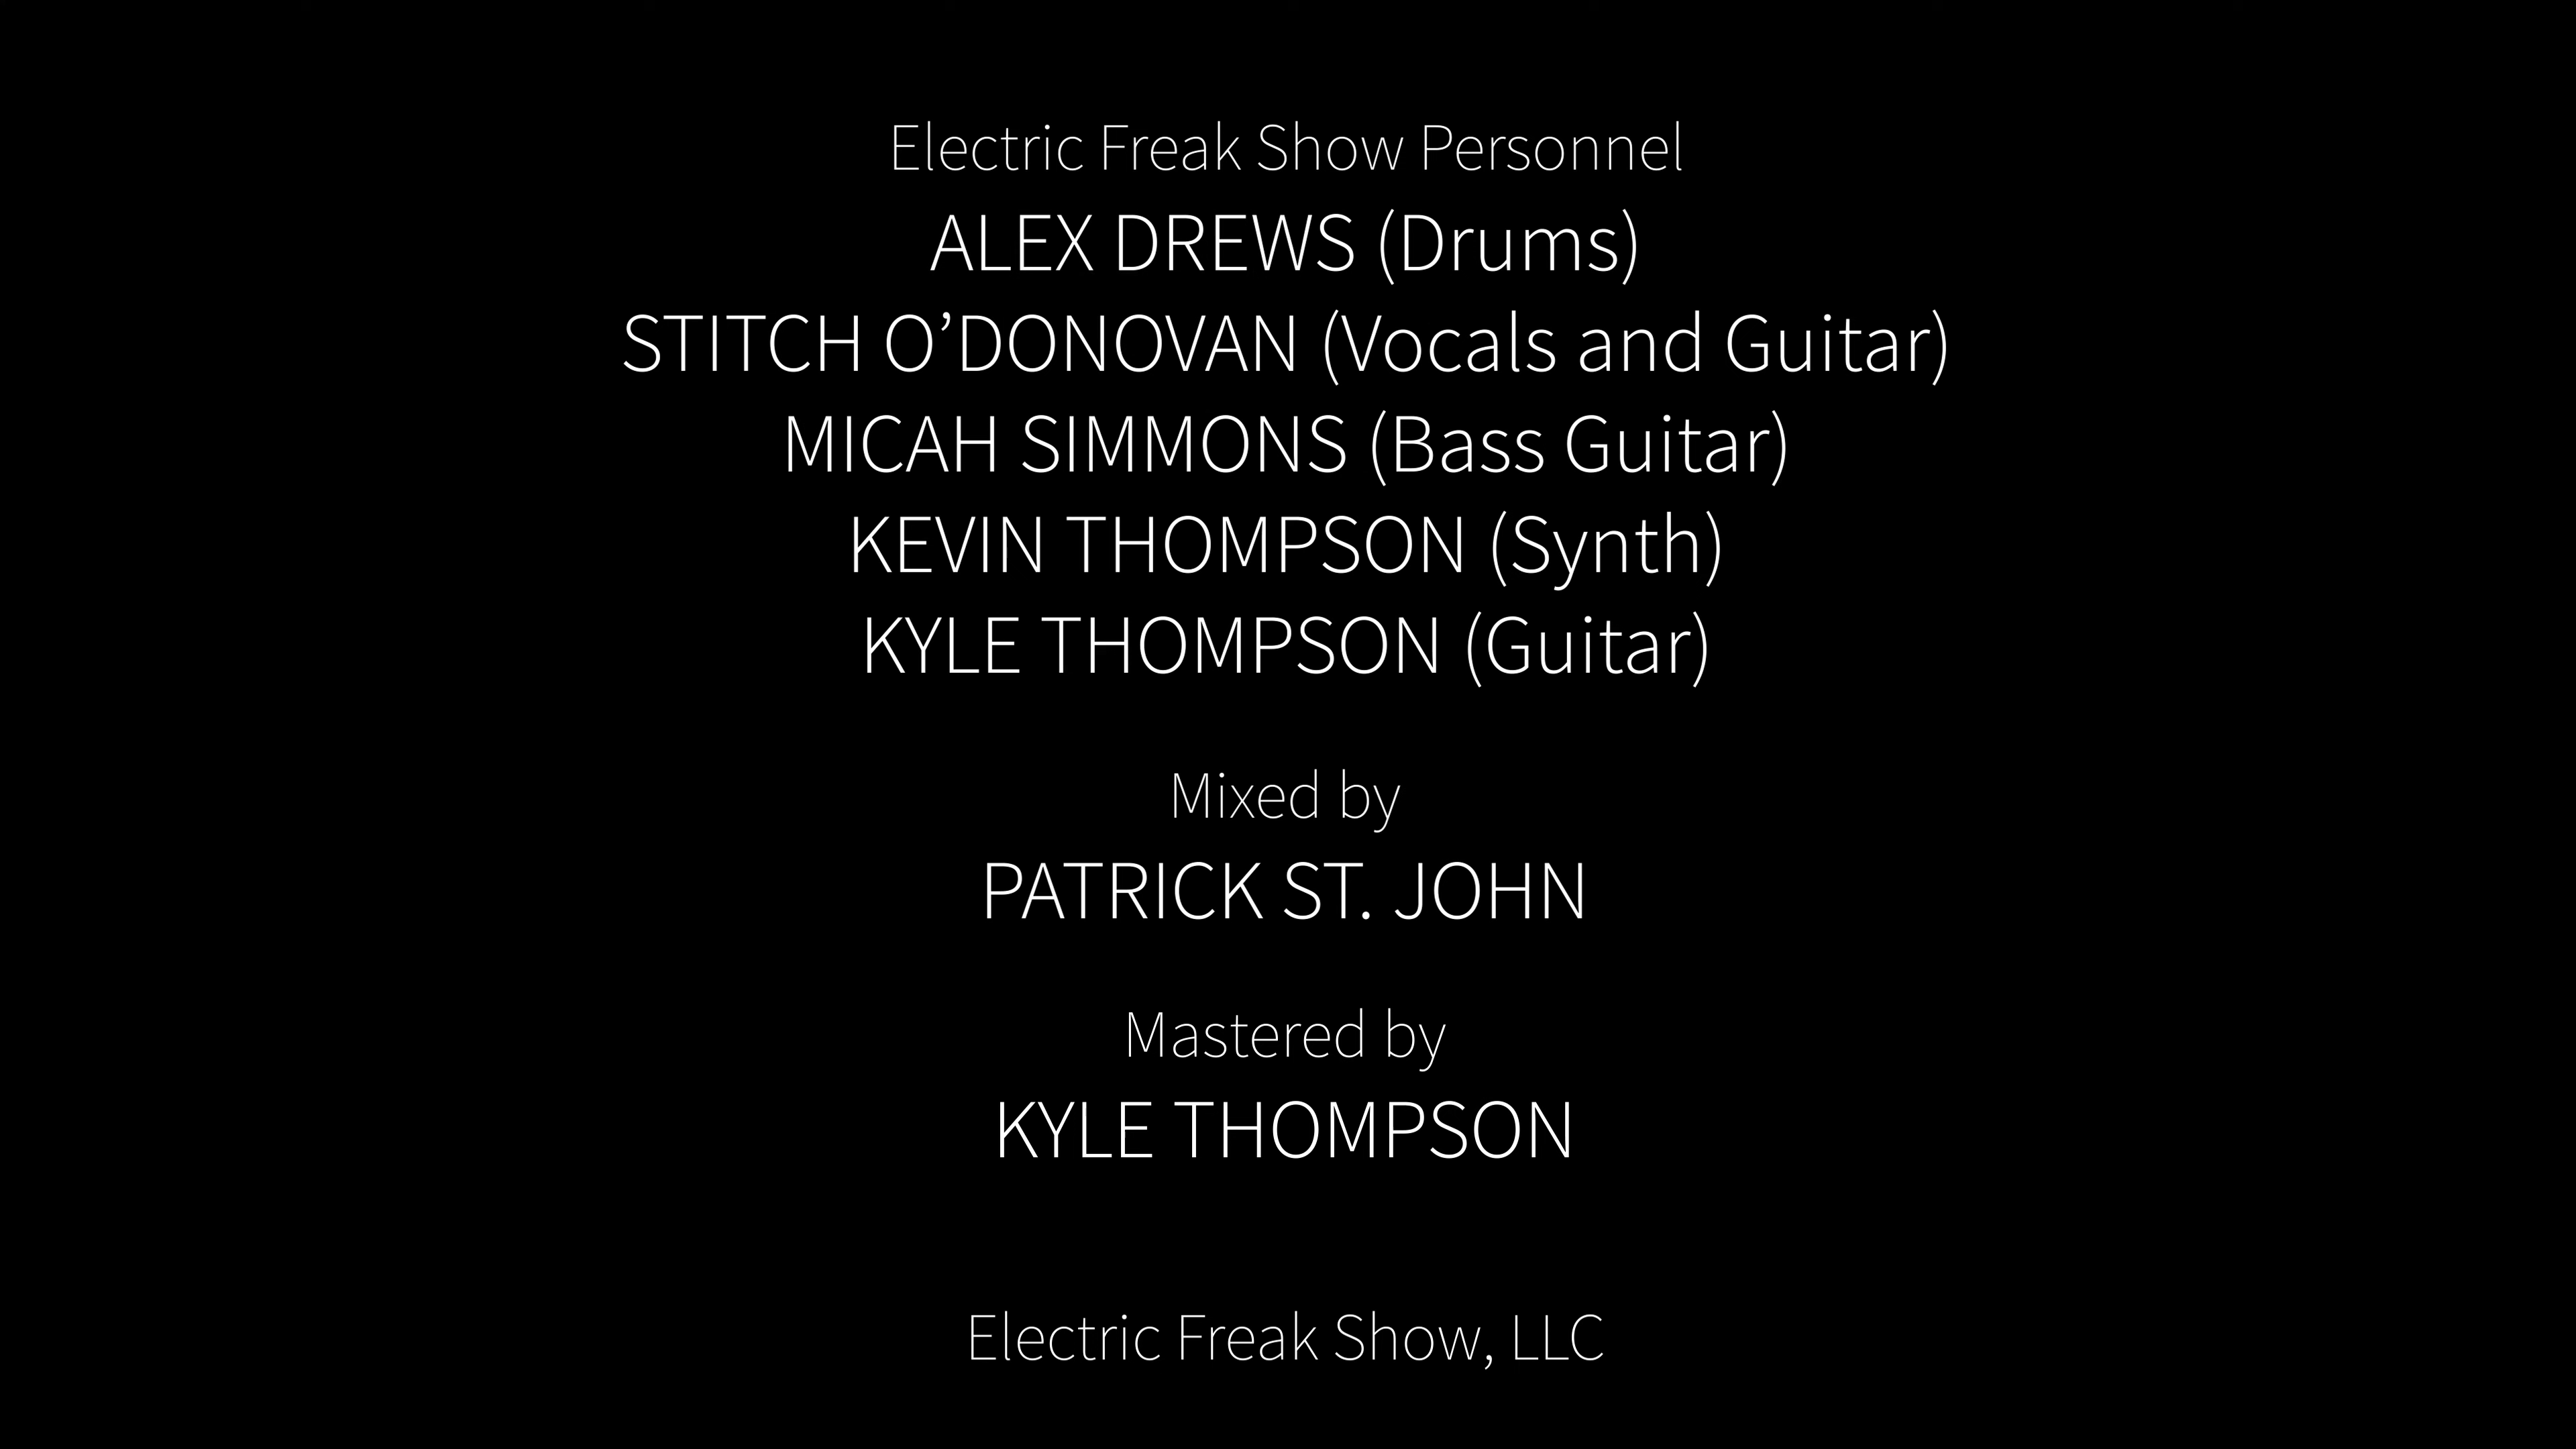 Electric Freak Show Personnel
ALEX DREWS (Drums)
STITCH O’DONOVAN (Vocals and Guitar)
MICAH SIMMONS (Bass Guitar)
KEVIN THOMPSON (Synth)
KYLE THOMPSON (Guitar)
Mixed by
PATRICK ST. JOHN
Mastered by
KYLE THOMPSON
Electric Freak Show, LLC